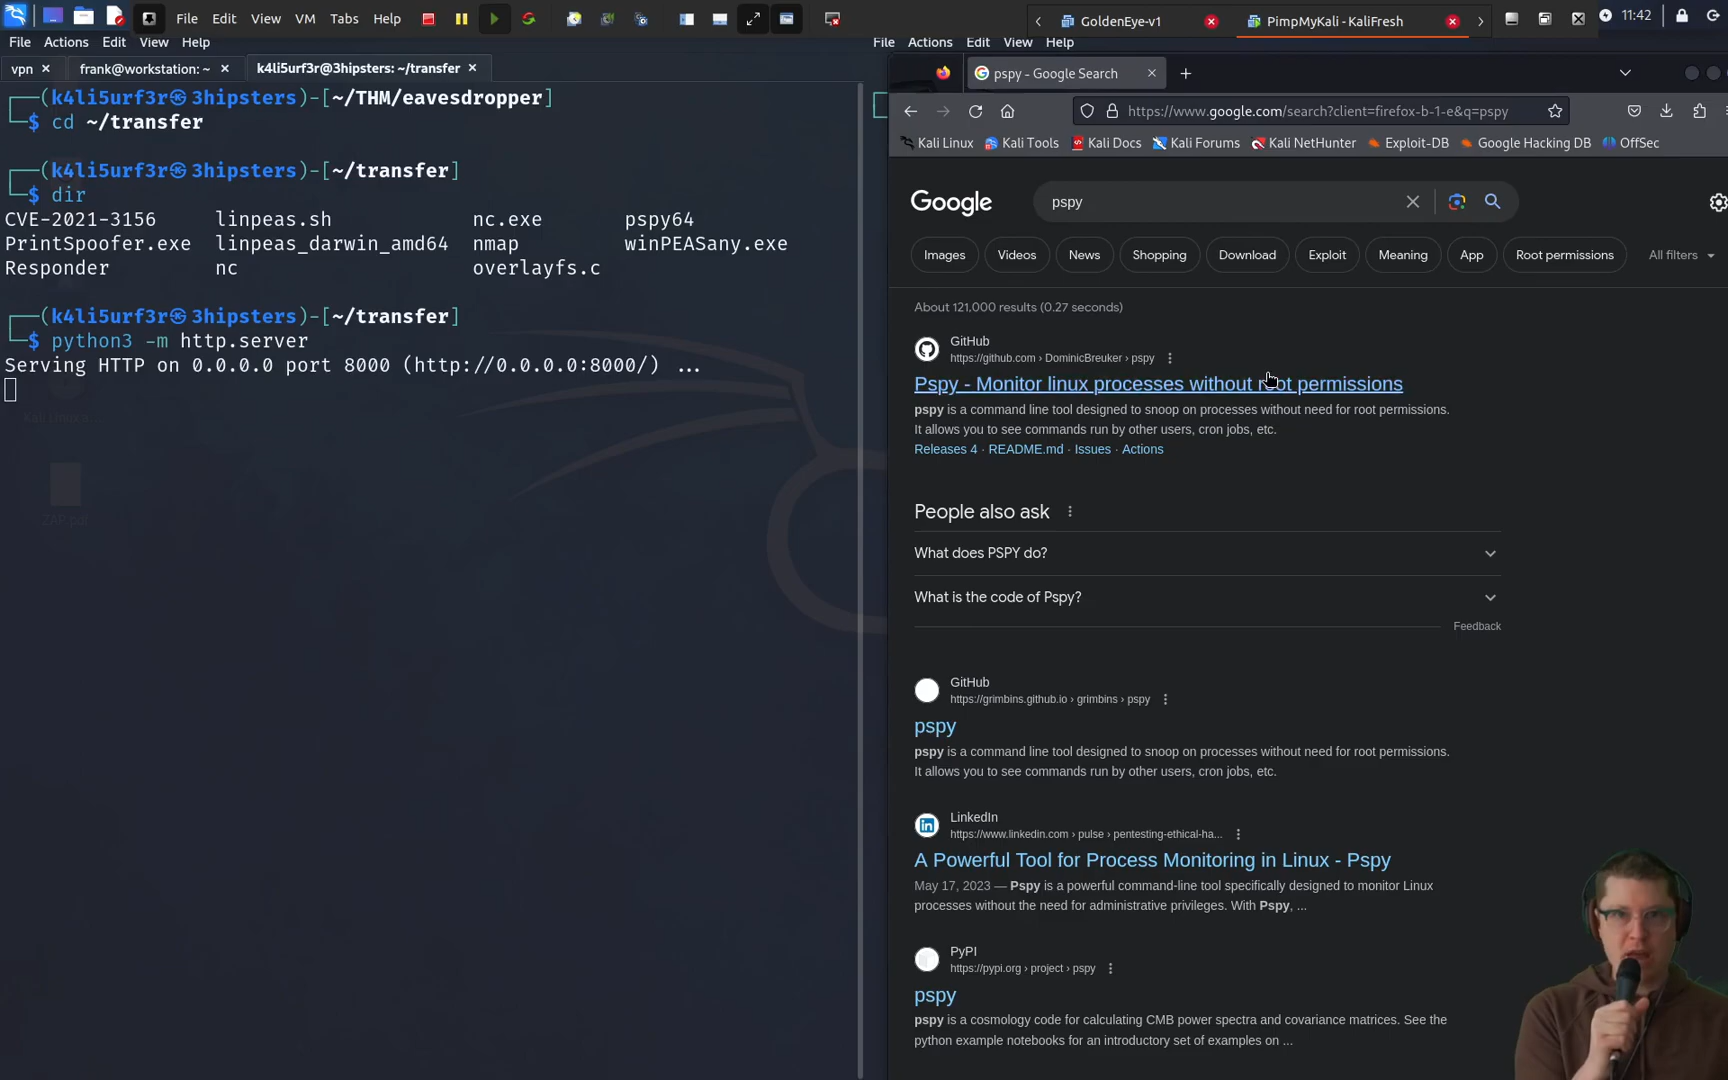 File Edit View VM Tabs Help
GoldenEye-v1
PimpMyKali - KaliFresh
11:42
File Actions Edit View Help
vpn
frank@workstation: ~
k4li5urf3r@3hipsters: ~/transfer
┌──(k4li5urf3r㉿3hipsters)-[~/THM/eavesdropper]
└─$ cd ~/transfer
┌──(k4li5urf3r㉿3hipsters)-[~/transfer]
└─$ dir
CVE-2021-3156 linpeas.sh nc.exe pspy64
PrintSpoofer.exe linpeas_darwin_amd64 nmap winPEASany.exe
Responder nc overlayfs.c
┌──(k4li5urf3r㉿3hipsters)-[~/transfer]
└─$ python3 -m http.server
Serving HTTP on 0.0.0.0 port 8000 (http://0.0.0.0:8000/) ...
ZAP.pdf
File Actions Edit View Help
pspy - Google Search
https://www.google.com/search?client=firefox-b-1-e&q=pspy
Kali Linux Kali Tools Kali Docs Kali Forums Kali NetHunter Exploit-DB Google Hacking DB OffSec
Google
pspy
Images Videos News Shopping Download Exploit Meaning App Root permissions All filters
About 121,000 results (0.27 seconds)
GitHub
https://github.com › DominicBreuker › pspy
Pspy - Monitor linux processes without root permissions
pspy is a command line tool designed to snoop on processes without need for root permissions.
It allows you to see commands run by other users, cron jobs, etc.
Releases 4 · README.md · Issues · Actions
People also ask
What does PSPY do?
What is the code of Pspy?
Feedback
GitHub
https://grimbins.github.io › grimbins › pspy
pspy
pspy is a command line tool designed to snoop on processes without need for root permissions.
It allows you to see commands run by other users, cron jobs, etc.
LinkedIn
https://www.linkedin.com › pulse › pentesting-ethical-ha...
A Powerful Tool for Process Monitoring in Linux - Pspy
May 17, 2023 — Pspy is a powerful command-line tool specifically designed to monitor Linux
processes without the need for administrative privileges. With Pspy, ...
PyPI
https://pypi.org › project › pspy
pspy
pspy is a cosmology code for calculating CMB power spectra and covariance matrices. See the
python example notebooks for an introductory set of examples on ...